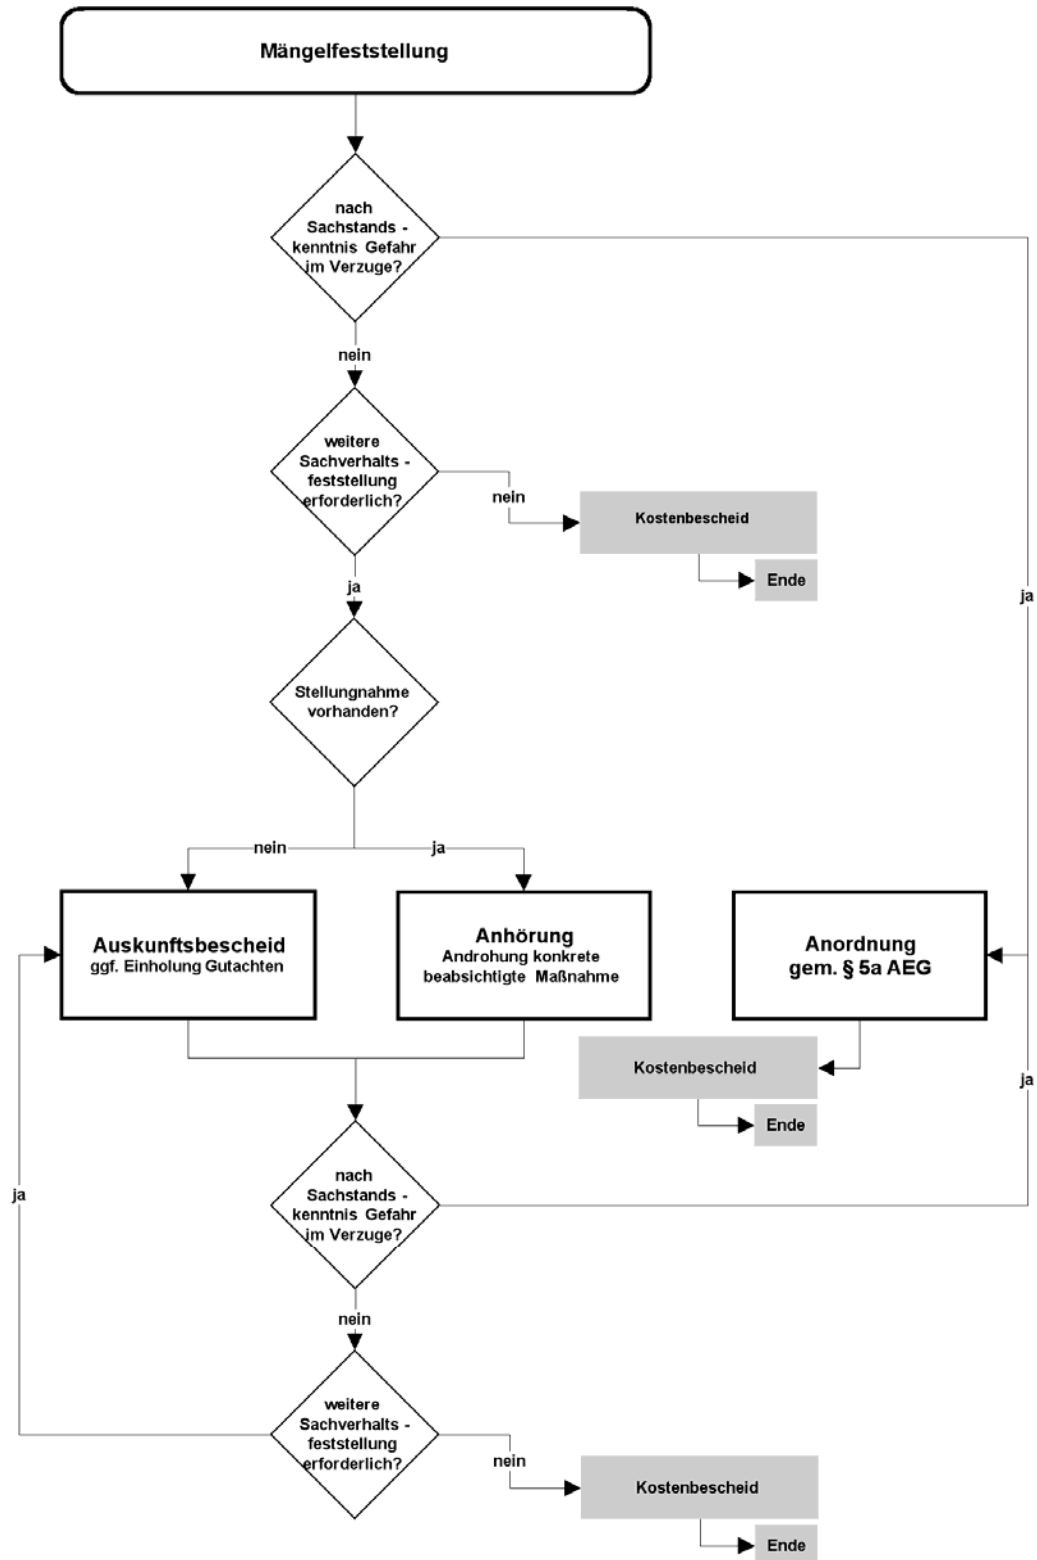 Mängelfeststellung
nach
Sachstands -
kenntnis Gefahr
im Verzuge?
nein
weitere
Sachverhalts -
feststellung
erforderlich?
nein
Kostenbescheid
Ende
ja
ja
Stellungnahme
vorhanden?
nein
ja
Auskunftsbescheid
ggf. Einholung Gutachten
Anhörung
Androhung konkrete
beabsichtigte Maßnahme
Anordnung
gem. § 5a AEG
Kostenbescheid
Ende
ja
nach
Sachstands -
kenntnis Gefahr
im Verzuge?
ja
nein
weitere
Sachverhalts -
feststellung
erforderlich?
nein
Kostenbescheid
Ende